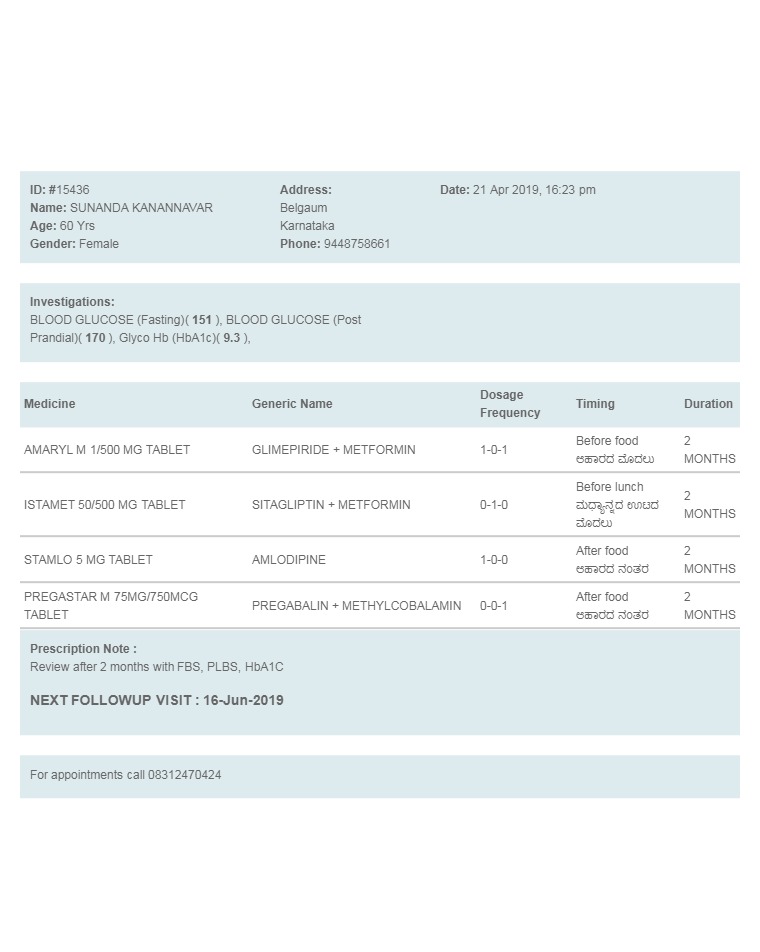 ID: #15436
Name: SUNANDA KANANNAVAR
Age: 60 Yrs
Gender: Female
Address:
Belgaum
Karnataka
Phone: 9448758661
Date: 21 Apr 2019, 16:23 pm
Investigations:
BLOOD GLUCOSE (Fasting)( 151 ), BLOOD GLUCOSE (Post
Prandial)( 170 ), Glyco Hb (HbA1c)( 9.3 ),
Medicine Generic Name Dosage Frequency Timing Duration
AMARYL M 1/500 MG TABLET GLIMEPIRIDE + METFORMIN 1-0-1 Before food ಆಹಾರದ ಮೊದಲು 2 MONTHS
ISTAMET 50/500 MG TABLET SITAGLIPTIN + METFORMIN 0-1-0 Before lunch ಮಧ್ಯಾನ್ನದ ಊಟದ ಮೊದಲು 2 MONTHS
STAMLO 5 MG TABLET AMLODIPINE 1-0-0 After food ಆಹಾರದ ನಂತರ 2 MONTHS
PREGASTAR M 75MG/750MCG TABLET PREGABALIN + METHYLCOBALAMIN 0-0-1 After food ಆಹಾರದ ನಂತರ 2 MONTHS
Prescription Note :
Review after 2 months with FBS, PLBS, HbA1C
NEXT FOLLOWUP VISIT : 16-Jun-2019
For appointments call 08312470424